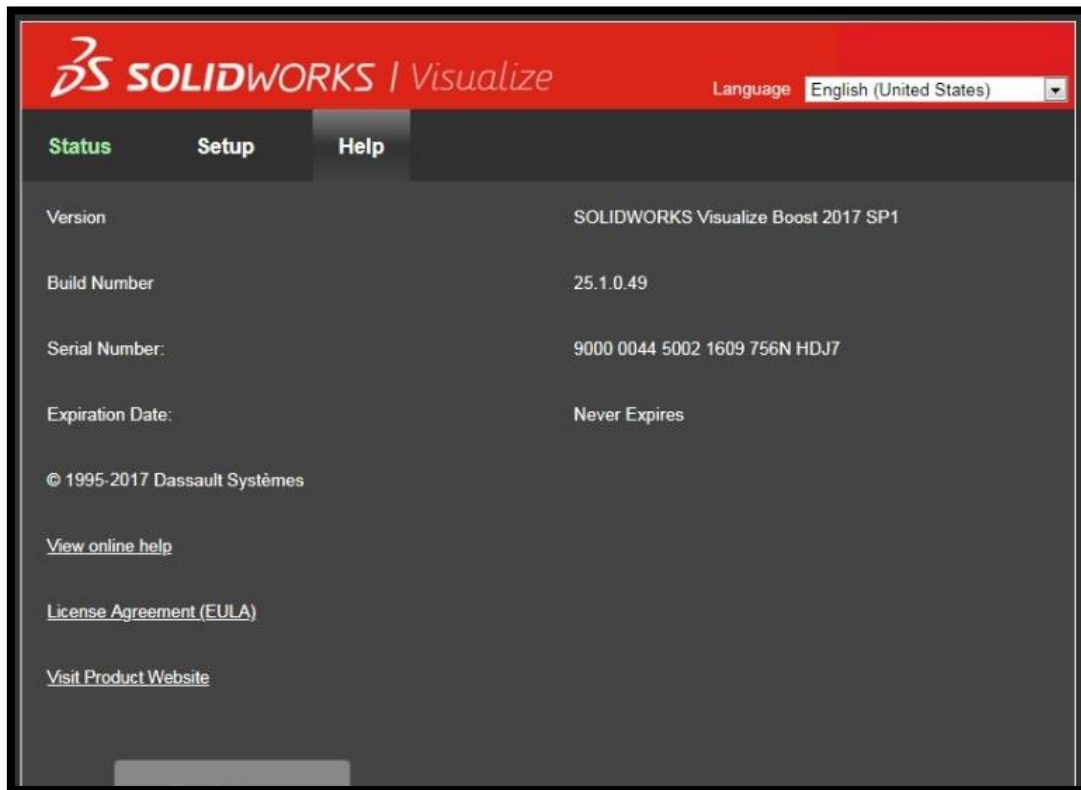 3S SOLIDWORKS | Visualize
Language English (United States)
Status Setup Help
Version SOLIDWORKS Visualize Boost 2017 SP1
Build Number 25.1.0.49
Serial Number: 9000 0044 5002 1609 756N HDJ7
Expiration Date: Never Expires
© 1995-2017 Dassault Systèmes
View online help
License Agreement (EULA)
Visit Product Website